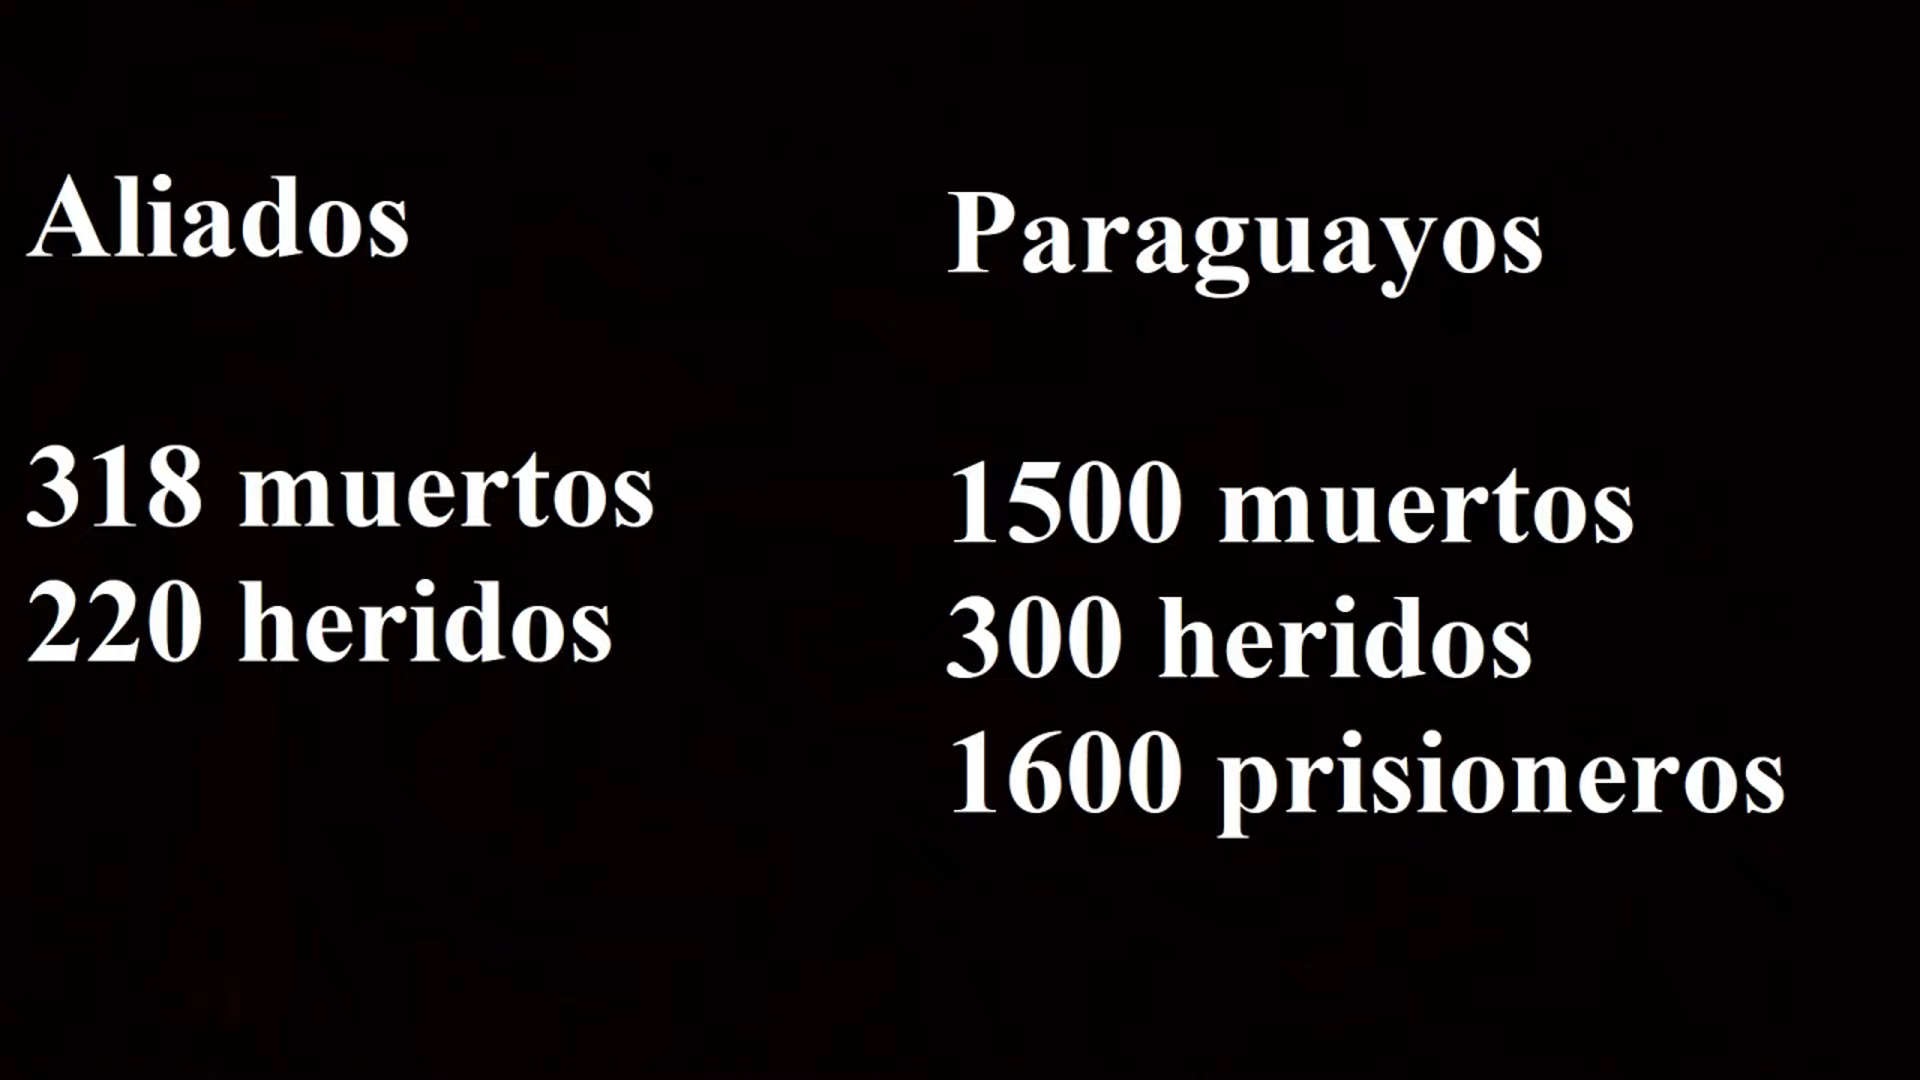 Aliados
318 muertos
220 heridos
Paraguayos
1500 muertos
300 heridos
1600 prisioneros